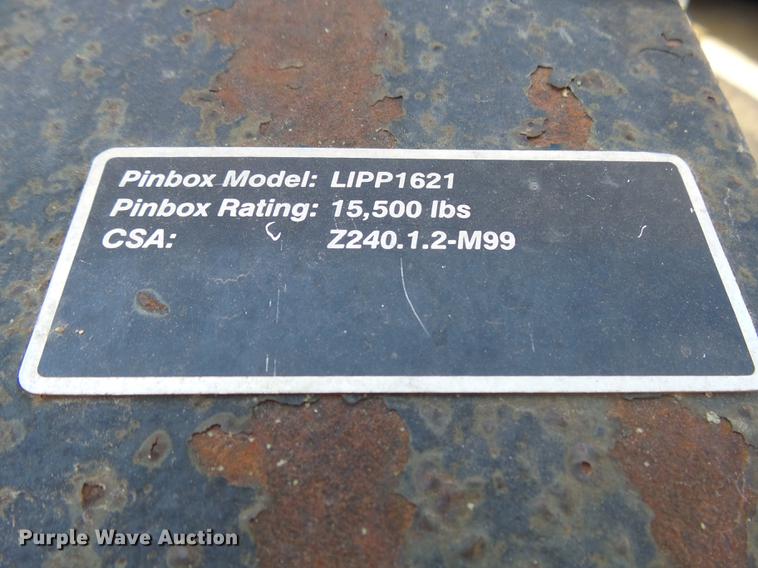 Pinbox Model: LIPP1621
Pinbox Rating: 15,500 lbs
CSA: Z240.1.2-M99
Purple Wave Auction